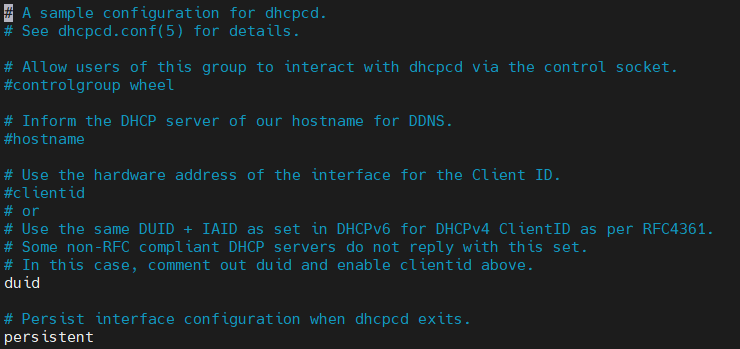 # A sample configuration for dhcpcd.
# See dhcpcd.conf(5) for details.
# Allow users of this group to interact with dhcpcd via the control socket.
#controlgroup wheel
# Inform the DHCP server of our hostname for DDNS.
#hostname
# Use the hardware address of the interface for the Client ID.
#clientid
# or
# Use the same DUID + IAID as set in DHCPv6 for DHCPv4 ClientID as per RFC4361.
# Some non-RFC compliant DHCP servers do not reply with this set.
# In this case, comment out duid and enable clientid above.
duid
# Persist interface configuration when dhcpcd exits.
persistent